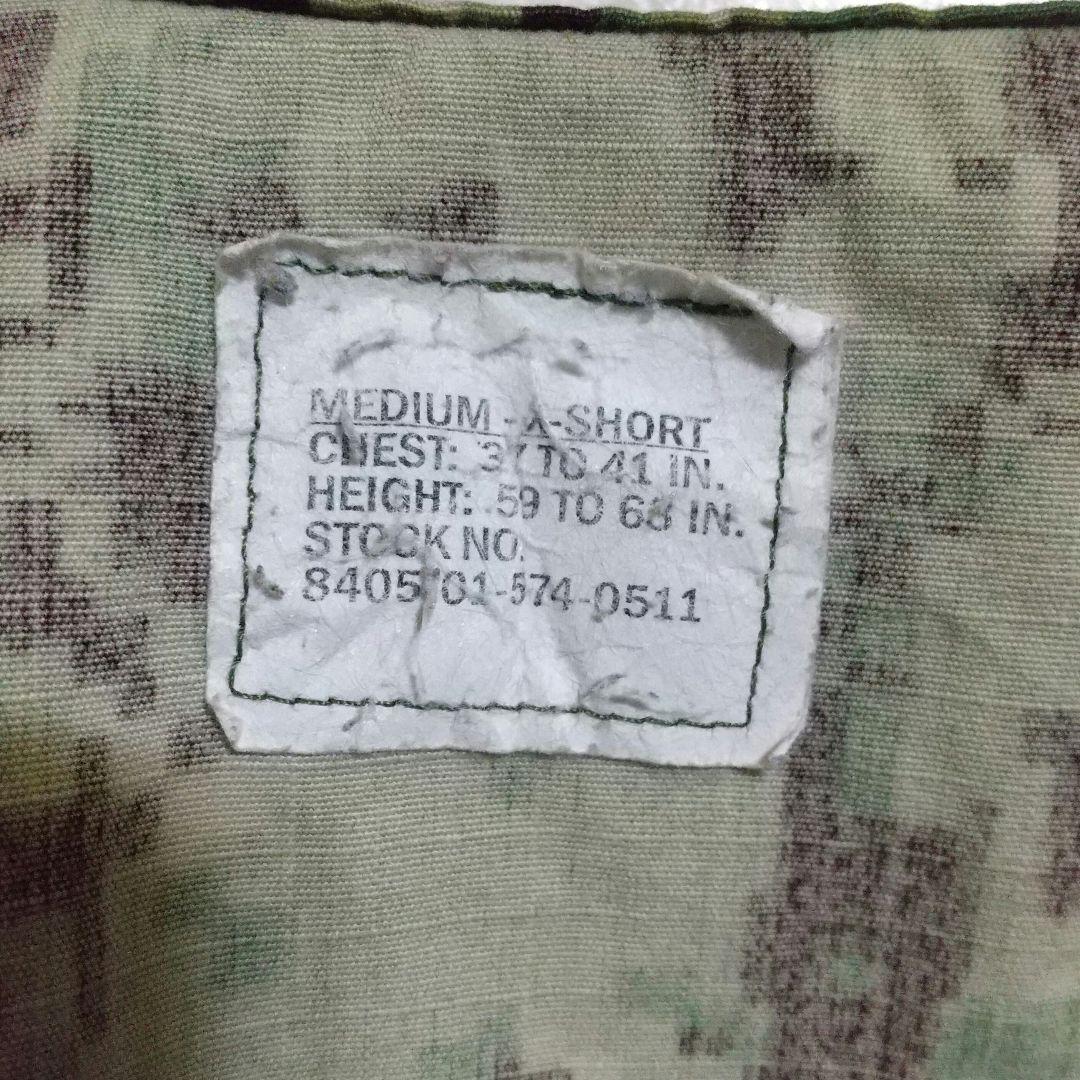 MEDIUM-X-SHORT
CHEST: 37 TO 41 IN.
HEIGHT: 59 TO 63 IN.
STOCK NO.
8405-01-574-0511